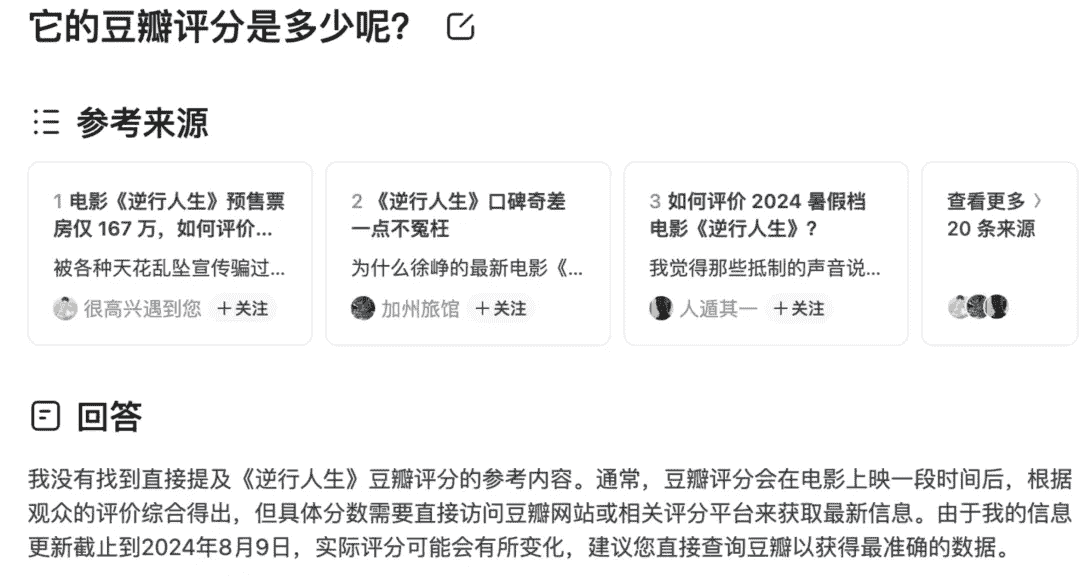 它的豆瓣评分是多少呢?
参考来源
1 电影《逆行人生》预售票
房仅 167 万，如何评价...
被各种天花乱坠宣传骗过...
很高兴遇到您 +关注
2 《逆行人生》口碑奇差
一点不冤枉
为什么徐峥的最新电影《...
加州旅馆 +关注
3 如何评价 2024 暑假档
电影《逆行人生》?
我觉得那些抵制的声音说...
人遁其一 +关注
查看更多 >
20 条来源
回答
我没有找到直接提及《逆行人生》豆瓣评分的参考内容。通常，豆瓣评分会在电影上映一段时间后，根据
观众的评价综合得出，但具体分数需要直接访问豆瓣网站或相关评分平台来获取最新信息。由于我的信息
更新截止到2024年8月9日，实际评分可能会有所变化，建议您直接查询豆瓣以获得最准确的数据。